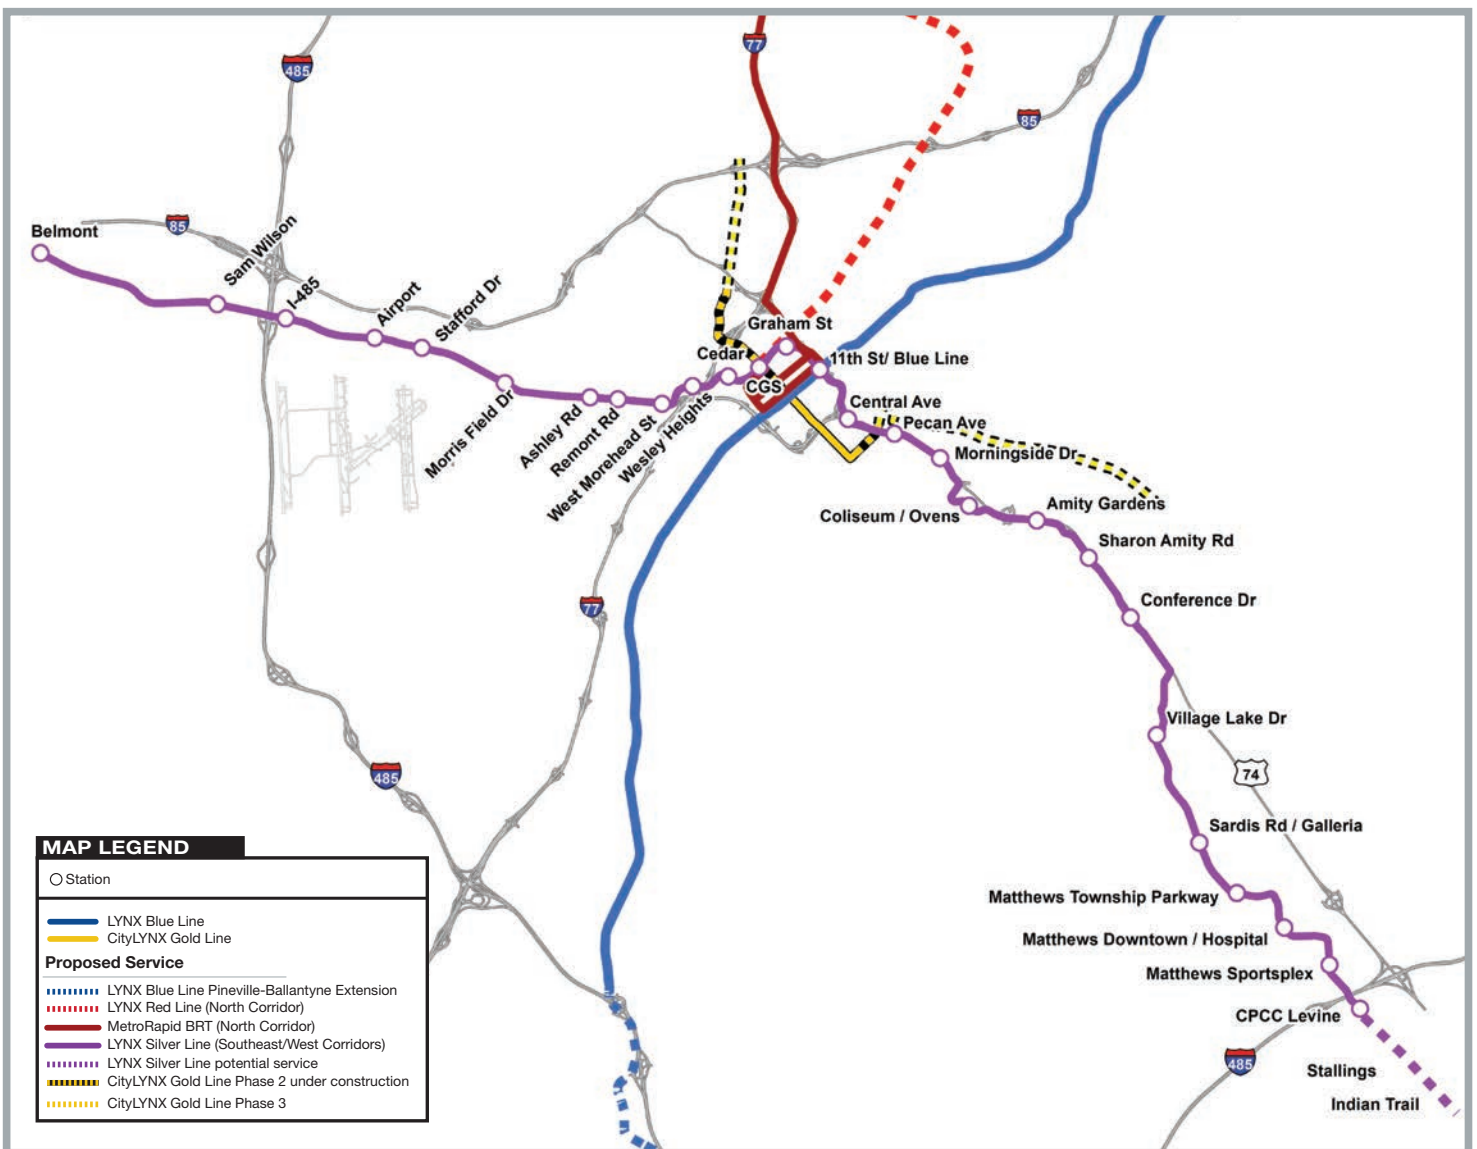 77
485
85
Belmont
85
Sam Wilson
I-485
Airport
Stafford Dr
Graham St
Cedar
11th St/ Blue Line
CGS
Central Ave
Pecan Ave
Morris Field Dr
Ashley Rd
Remont Rd
West Morehead St
Wesley Heights
Morningside Dr
Amity Gardens
Coliseum / Ovens
Sharon Amity Rd
Conference Dr
77
Village Lake Dr
74
485
Sardis Rd / Galleria
Matthews Township Parkway
Matthews Downtown / Hospital
Matthews Sportsplex
CPCC Levine
485
Stallings
Indian Trail
MAP LEGEND
Station
LYNX Blue Line
CityLYNX Gold Line
Proposed Service
LYNX Blue Line Pineville-Ballantyne Extension
LYNX Red Line (North Corridor)
MetroRapid BRT (North Corridor)
LYNX Silver Line (Southeast/West Corridors)
LYNX Silver Line potential service
CityLYNX Gold Line Phase 2 under construction
CityLYNX Gold Line Phase 3